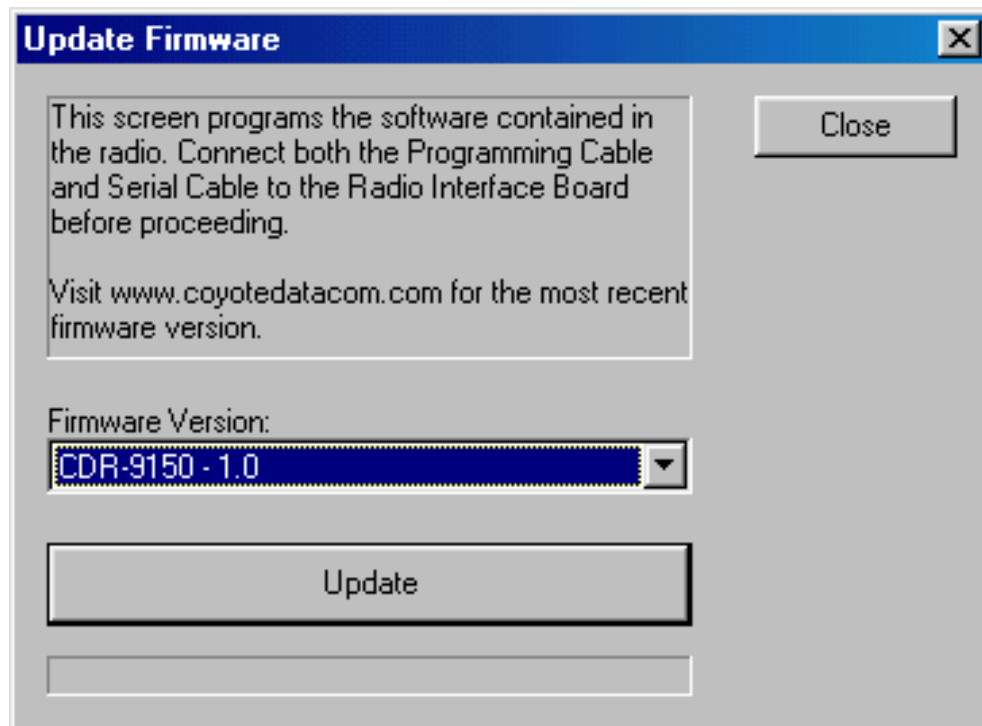 Update Firmware
This screen programs the software contained in
the radio. Connect both the Programming Cable
and Serial Cable to the Radio Interface Board
before proceeding.
Visit www.coyotedatacom.com for the most recent
firmware version.
Close
Firmware Version:
CDR-9150 - 1.0
Update